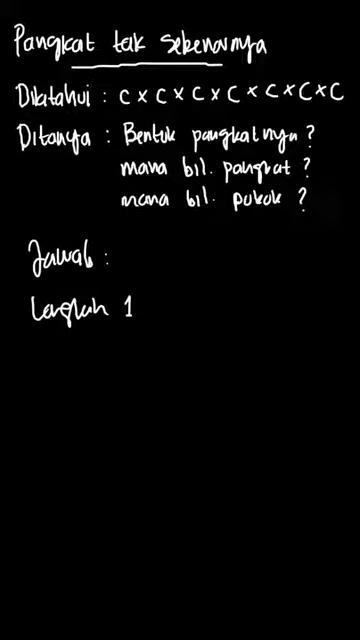 Pangkat tak sebenarnya
Diketahui : c × c × c × c × c × c × c
Ditanya : Bentuk pangkatnya ?
mana bil. pangkat ?
mana bil. pokok ?
Jawab :
Langkah 1